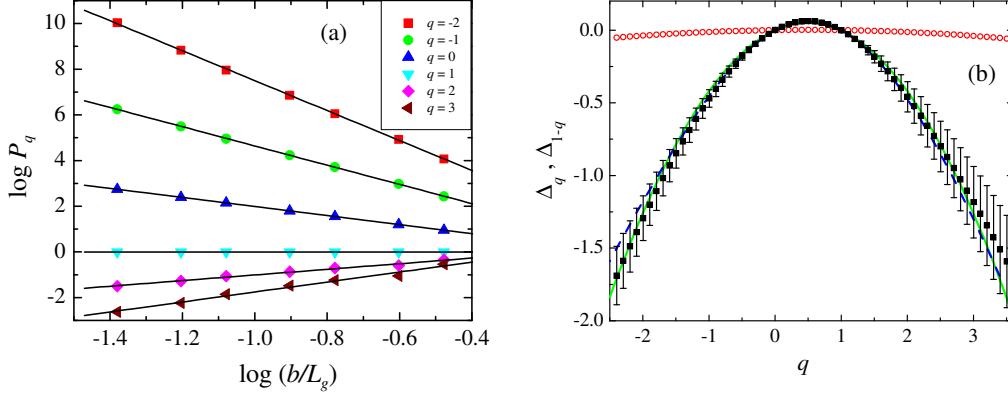 (a)
q = -2
q = -1
q = 0
q = 1
q = 2
q = 3
10
8
6
4
2
0
-2
log P_q
-1.4 -1.2 -1.0 -0.8 -0.6 -0.4
log (b/L_g)
(b)
0.0
-0.5
-1.0
-1.5
-2.0
Δ_q , Δ_{1-q}
-2 -1 0 1 2 3
q